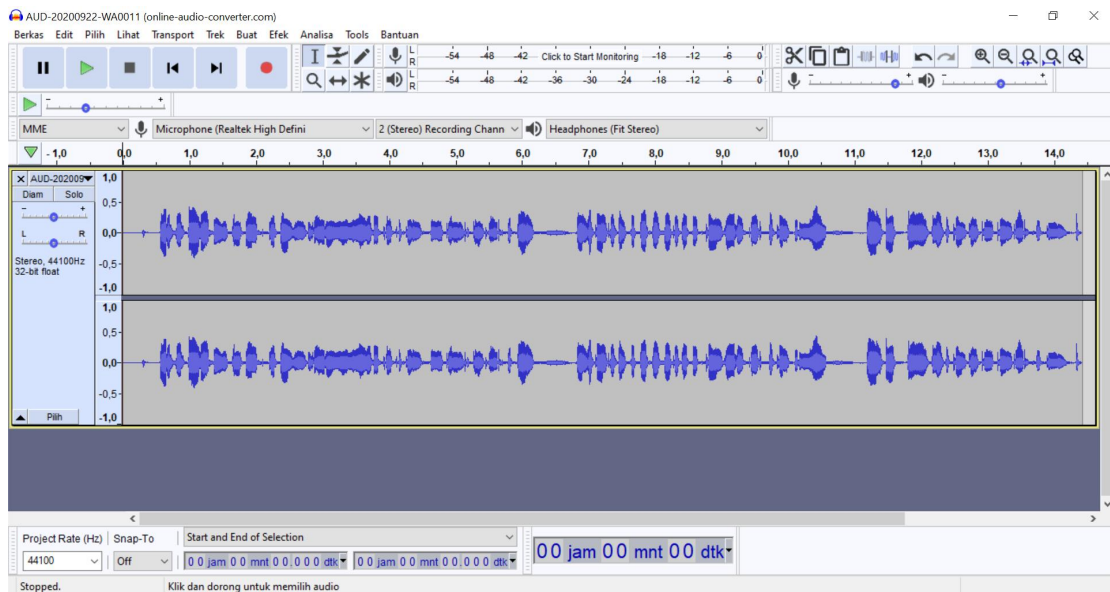 AUD-20200922-WA0011 (online-audio-converter.com)
Berkas Edit Pilih Lihat Transport Trek Buat Efek Analisa Tools Bantuan
L R -54 -48 -42 Click to Start Monitoring -18 -12 -6 0
L R -54 -48 -42 -36 -30 -24 -18 -12 -6 0
MME Microphone (Realtek High Defini 2 (Stereo) Recording Chann Headphones (Fit Stereo)
- 1,0 0,0 1,0 2,0 3,0 4,0 5,0 6,0 7,0 8,0 9,0 10,0 11,0 12,0 13,0 14,0
AUD-202009 1,0
Diam Solo
- + 0,5
L R 0,0
Stereo, 44100Hz -0,5
32-bit float
-1,0
1,0
0,5
0,0
-0,5
Pilih -1,0
Project Rate (Hz) Snap-To Start and End of Selection
44100 Off 0 0 jam 0 0 mnt 0 0 . 0 0 0 dtk 0 0 jam 0 0 mnt 0 0 . 0 0 0 dtk 0 0 jam 0 0 mnt 0 0 dtk
Stopped. Klik dan dorong untuk memilih audio